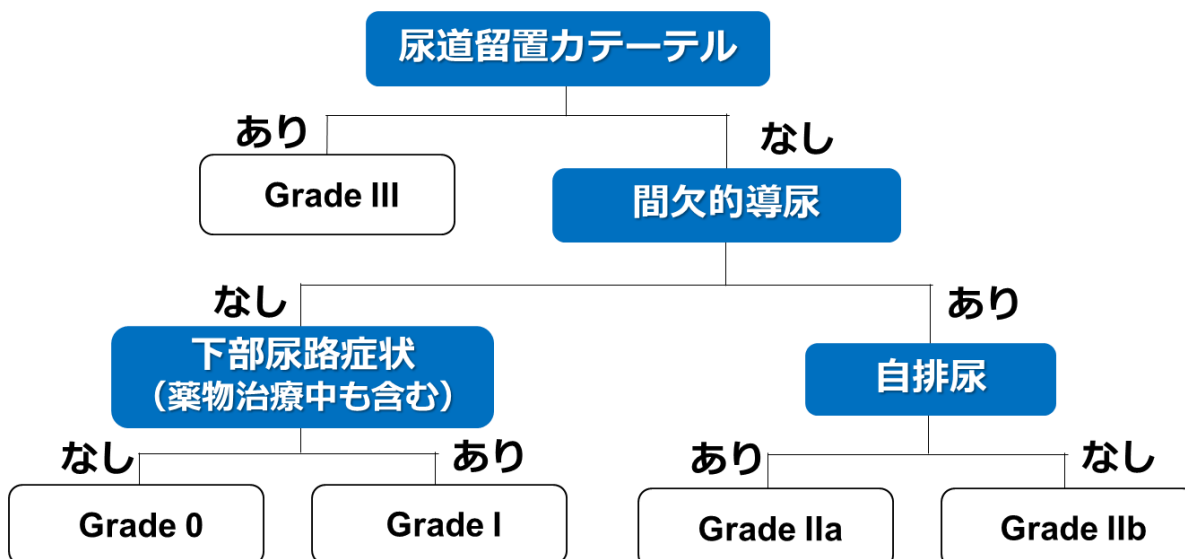 尿道留置カテーテル
あり
なし
Grade III
間欠的導尿
なし
あり
下部尿路症状
（薬物治療中も含む）
自排尿
なし
あり
あり
なし
Grade 0
Grade I
Grade IIa
Grade IIb